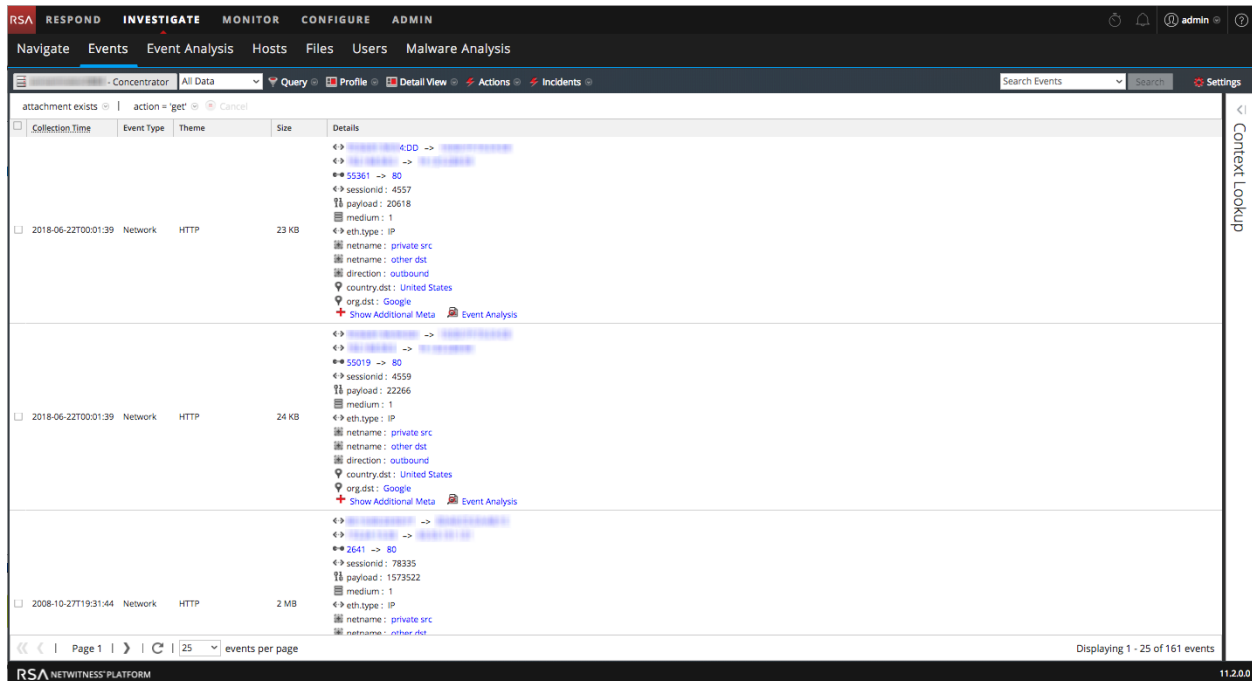 RSA RESPOND INVESTIGATE MONITOR CONFIGURE ADMIN admin
Navigate Events Event Analysis Hosts Files Users Malware Analysis
- Concentrator All Data Query Profile Detail View Actions Incidents Search Events Search Settings
attachment exists | action = 'get' Cancel
Collection Time Event Type Theme Size Details
Context Lookup
4:DD ->
->
55361 -> 80
sessionid : 4557
payload : 20618
medium : 1
2018-06-22T00:01:39 Network HTTP 23 KB eth.type : IP
netname : private src
netname : other dst
direction : outbound
country.dst : United States
org.dst : Google
Show Additional Meta Event Analysis
->
->
55019 -> 80
sessionid : 4559
payload : 22266
medium : 1
2018-06-22T00:01:39 Network HTTP 24 KB eth.type : IP
netname : private src
netname : other dst
direction : outbound
country.dst : United States
org.dst : Google
Show Additional Meta Event Analysis
->
->
2641 -> 80
sessionid : 78335
payload : 1573522
medium : 1
2008-10-27T19:31:44 Network HTTP 2 MB eth.type : IP
netname : private src
netname : other dst
| Page 1 | | 25 events per page Displaying 1 - 25 of 161 events
RSA NETWITNESS® PLATFORM 11.2.0.0